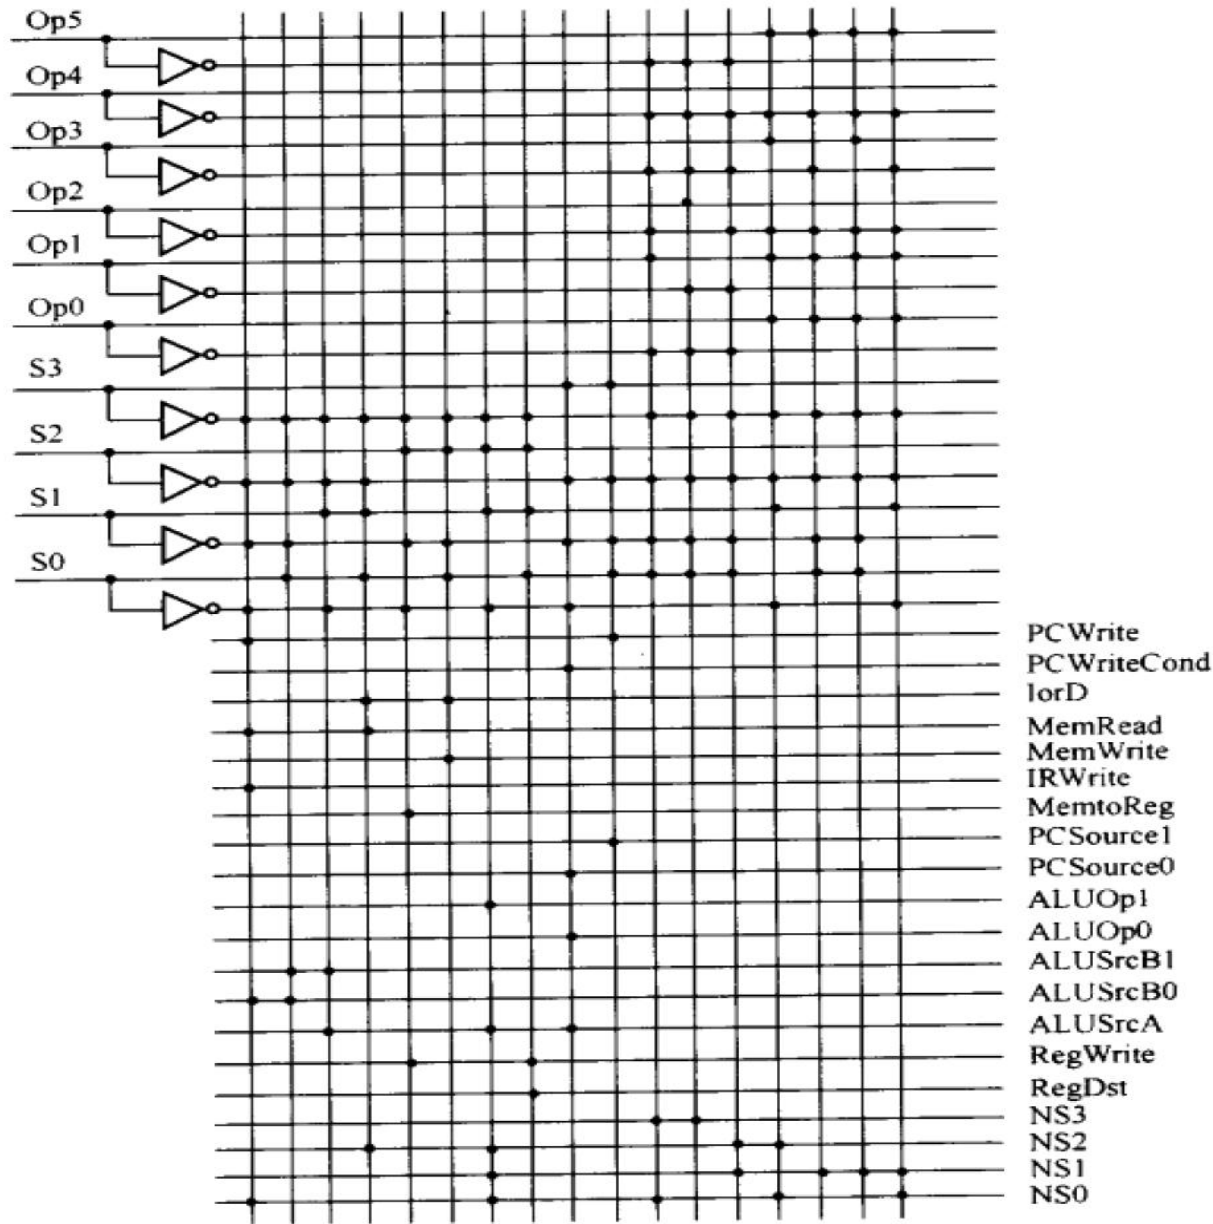 Op5
Op4
Op3
Op2
Op1
Op0
S3
S2
S1
S0
PCWrite
PCWriteCond
IorD
MemRead
MemWrite
IRWrite
MemtoReg
PCSource1
PCSource0
ALUOp1
ALUOp0
ALUSrcB1
ALUSrcB0
ALUSrcA
RegWrite
RegDst
NS3
NS2
NS1
NS0